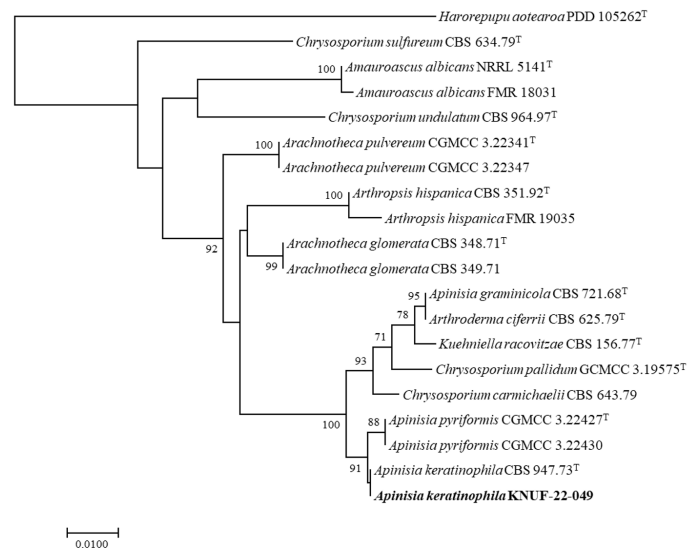 Harorepupu aotearoa PDD 105262T
Chrysosporium sulfureum CBS 634.79T
100
Amauroascus albicans NRRL 5141T
Amauroascus albicans FMR 18031
Chrysosporium undulatum CBS 964.97T
100
Arachnotheca pulvereum CGMCC 3.22341T
Arachnotheca pulvereum CGMCC 3.22347
100
Arthropsis hispanica CBS 351.92T
Arthropsis hispanica FMR 19035
92
Arachnotheca glomerata CBS 348.71T
99
Arachnotheca glomerata CBS 349.71
95
Apinisia graminicola CBS 721.68T
78
Arthroderma ciferrii CBS 625.79T
71
Kuehniella racovitzae CBS 156.77T
93
Chrysosporium pallidum GCMCC 3.19575T
Chrysosporium carmichaelii CBS 643.79
100
88
Apinisia pyriformis CGMCC 3.22427T
Apinisia pyriformis CGMCC 3.22430
91
Apinisia keratinophila CBS 947.73T
Apinisia keratinophila KNUF-22-049
0.0100